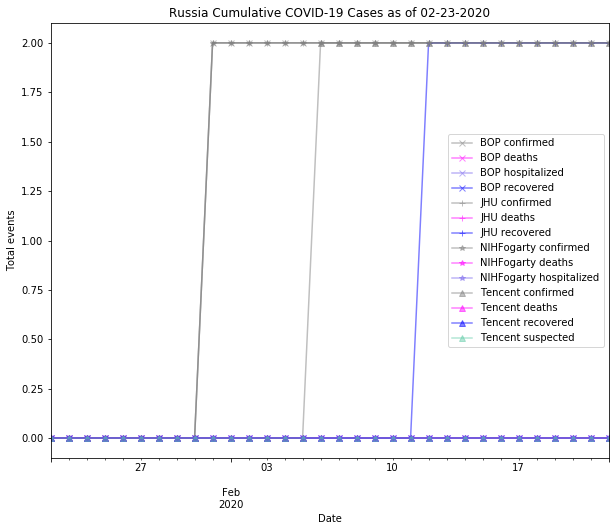 Russia Cumulative COVID-19 Cases as of 02-23-2020
2.00
1.75
1.50
1.25
1.00
0.75
0.50
0.25
0.00
Total events
BOP confirmed
BOP deaths
BOP hospitalized
BOP recovered
JHU confirmed
JHU deaths
JHU recovered
NIHFogarty confirmed
NIHFogarty deaths
NIHFogarty hospitalized
Tencent confirmed
Tencent deaths
Tencent recovered
Tencent suspected
27 03 10 17
Feb
2020
Date